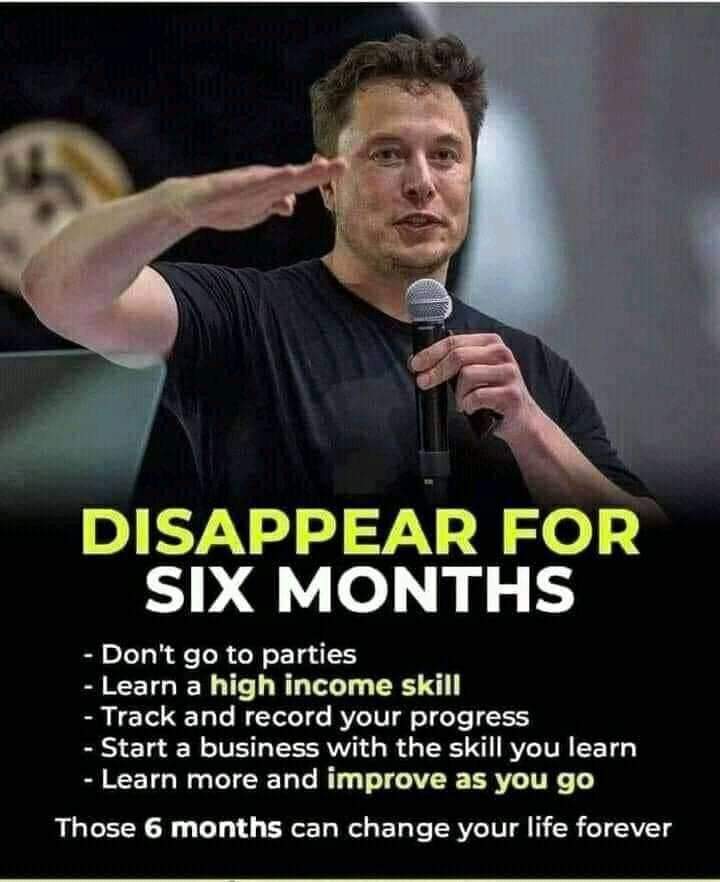 DISAPPEAR FOR
SIX MONTHS
- Don't go to parties
- Learn a high income skill
- Track and record your progress
- Start a business with the skill you learn
- Learn more and improve as you go
Those 6 months can change your life forever